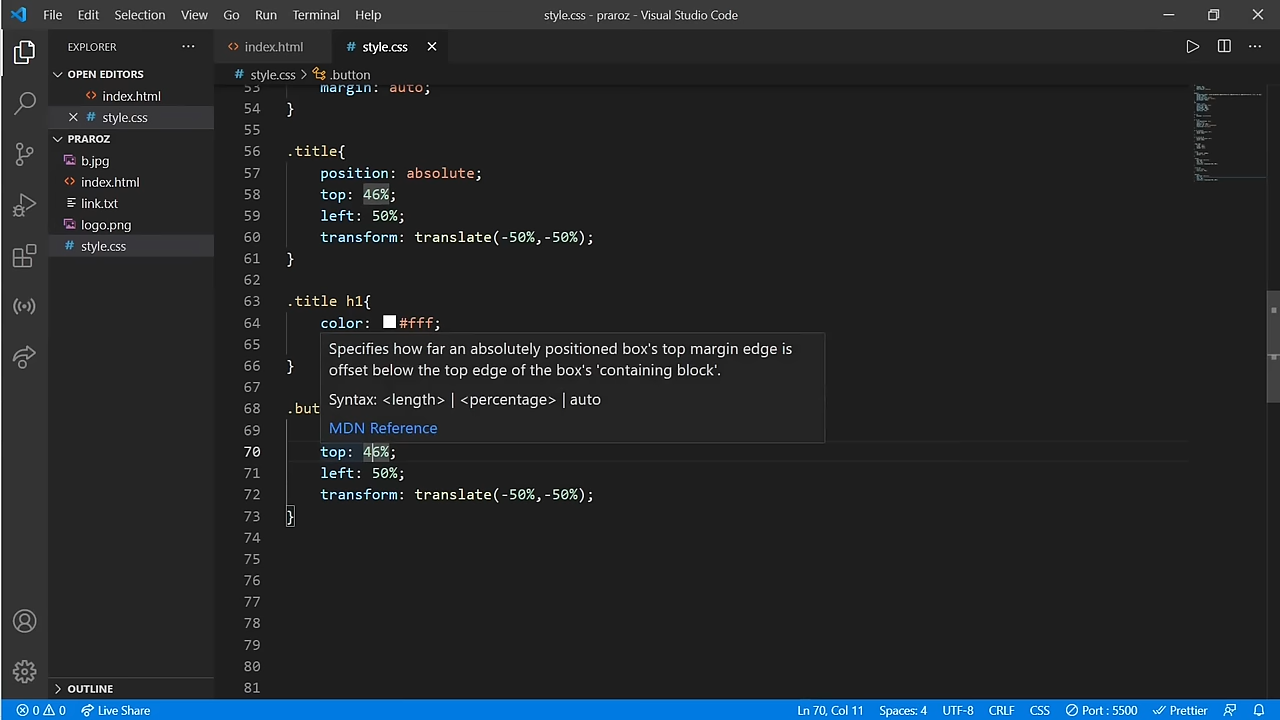 File Edit Selection View Go Run Terminal Help style.css - praroz - Visual Studio Code
EXPLORER
OPEN EDITORS
index.html
style.css
PRAROZ
b.jpg
index.html
link.txt
logo.png
style.css
OUTLINE
index.html style.css
style.css > .button
53 margin: auto;
54 }
55
56 .title{
57 position: absolute;
58 top: 46%;
59 left: 50%;
60 transform: translate(-50%,-50%);
61 }
62
63 .title h1{
64 color: #fff;
65
66 }
67
68 .but
69
Specifies how far an absolutely positioned box's top margin edge is
offset below the top edge of the box's 'containing block'.
Syntax: <length> | <percentage> | auto
MDN Reference
70 top: 46%;
71 left: 50%;
72 transform: translate(-50%,-50%);
73 }
74
75
76
77
78
79
80
81
0 0 Live Share Ln 70, Col 11 Spaces: 4 UTF-8 CRLF CSS Port : 5500 Prettier